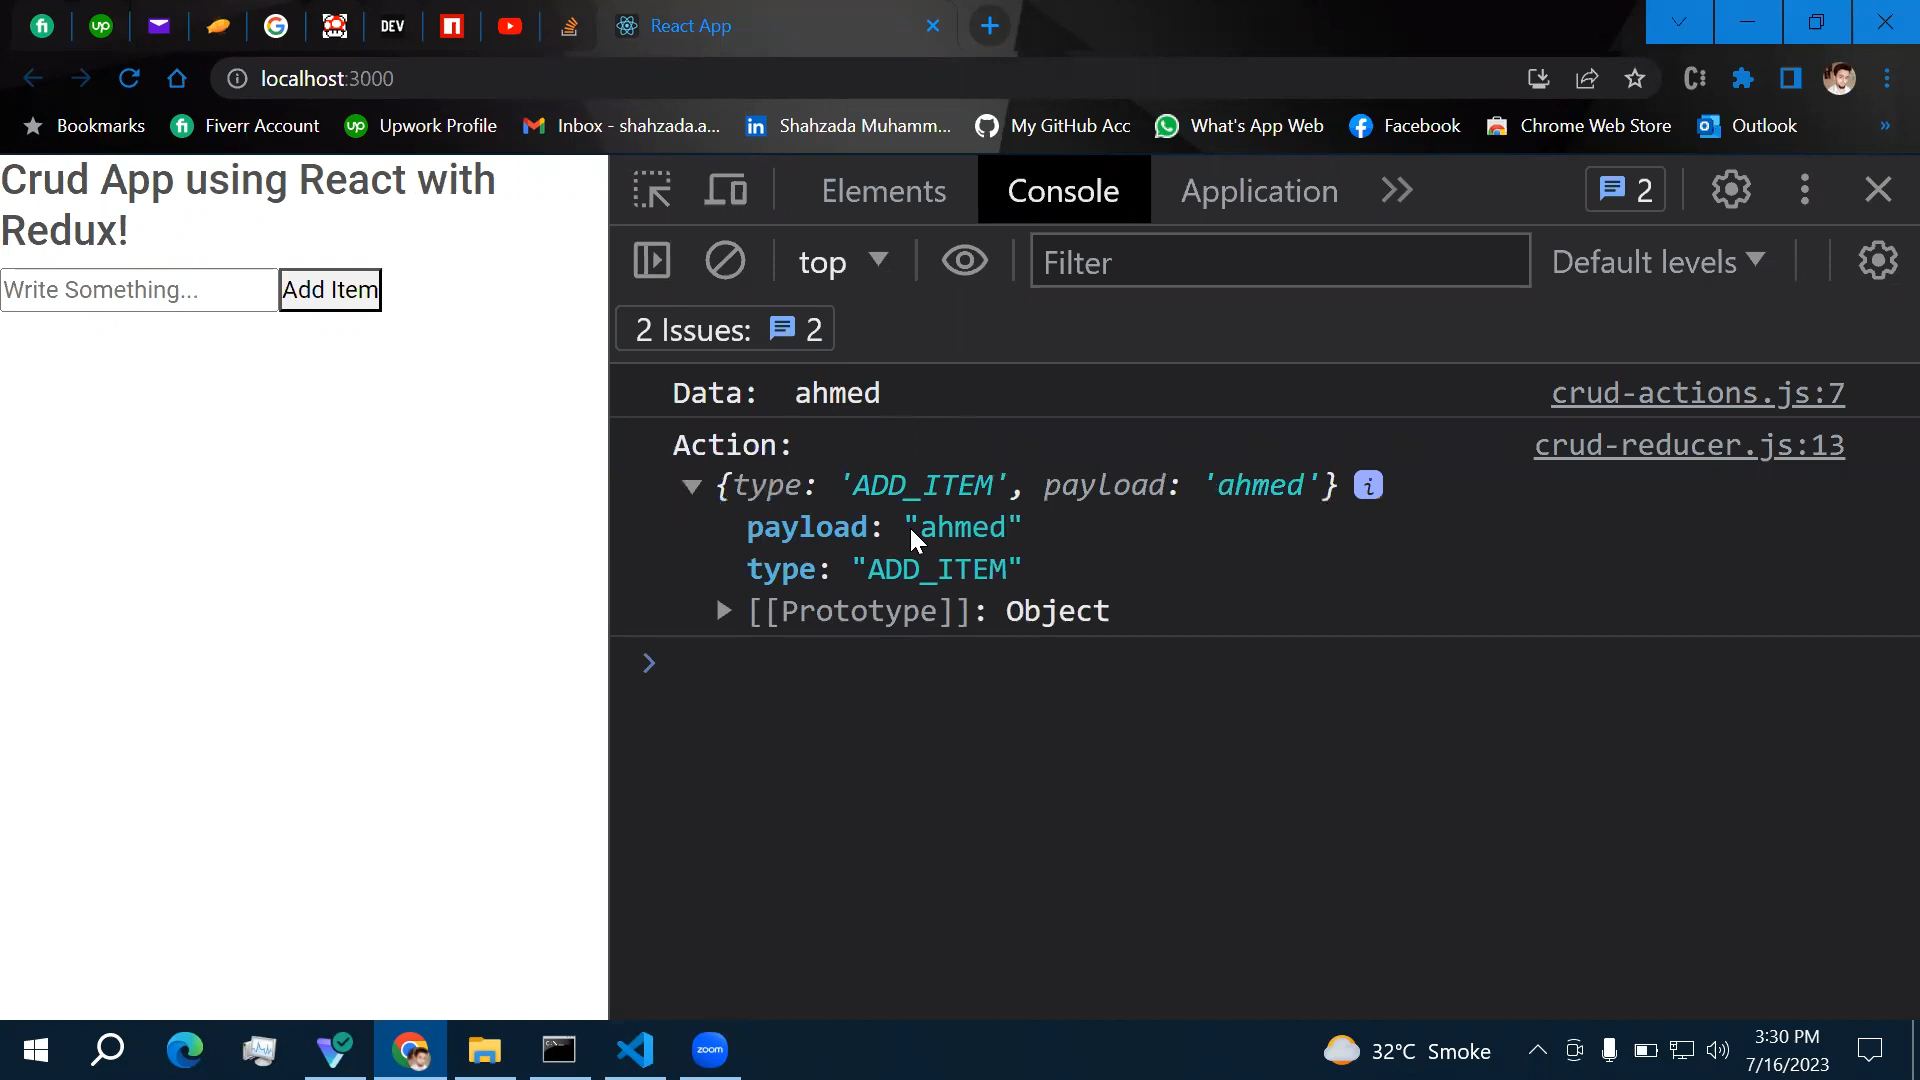 DEV
React App
localhost:3000
Bookmarks
Fiverr Account
Upwork Profile
Inbox - shahzada.a...
Shahzada Muhamm...
My GitHub Acc
What's App Web
Facebook
Chrome Web Store
Outlook
»
Crud App using React with
Redux!
Write Something...
Add Item
Elements
Console
Application
2
top
Filter
Default levels
2 Issues: 2
Data: ahmed
crud-actions.js:7
Action:
crud-reducer.js:13
{type: 'ADD_ITEM', payload: 'ahmed'}
payload: "ahmed"
type: "ADD_ITEM"
[[Prototype]]: Object
zoom
32°C Smoke
3:30 PM
7/16/2023